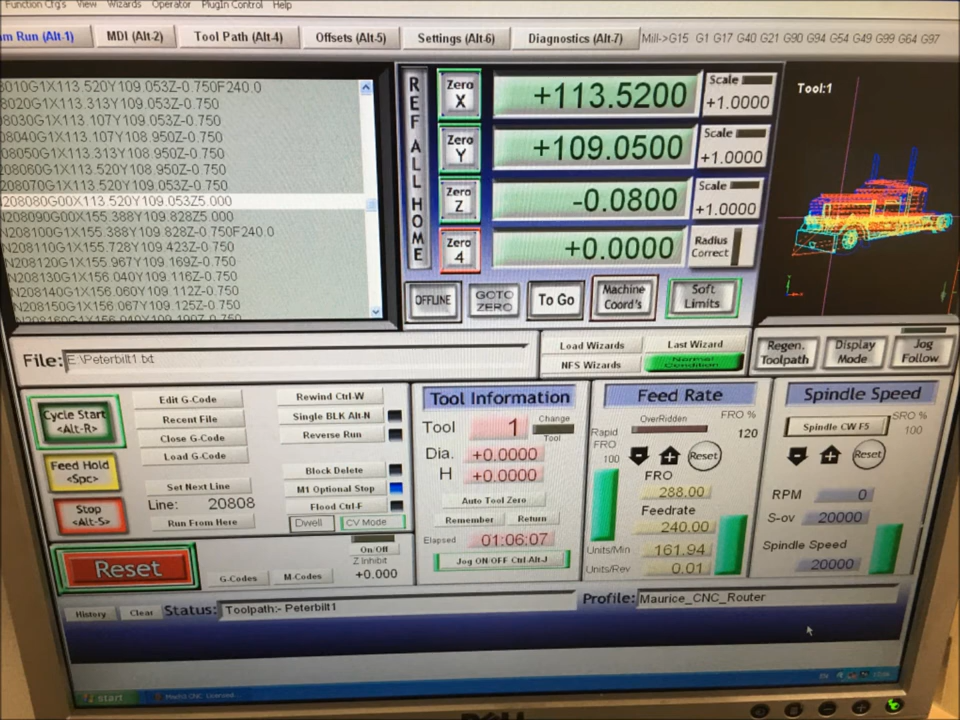 Function Cfg's View Wizards Operator PlugIn Control Help
m Run (Alt-1) MDI (Alt-2) Tool Path (Alt-4) Offsets (Alt-5) Settings (Alt-6) Diagnostics (Alt-7) Mill->G15 G1 G17 G40 G21 G90 G94 G54 G49 G99 G64 G97
8010G1X113.520Y109.053Z-0.750F240.0
8020G1X113.313Y109.053Z-0.750
08030G1X113.107Y109.053Z-0.750
08040G1X113.107Y108.950Z-0.750
08050G1X113.313Y108.950Z-0.750
08060G1X113.520Y108.950Z-0.750
208070G1X113.520Y109.053Z-0.750
N208080G00X113.520Y109.053Z5.000
N208090G00X155.388Y109.828Z5.000
N208100G1X155.388Y109.828Z-0.750F240.0
N208110G1X155.728Y109.423Z-0.750
N208120G1X155.967Y109.169Z-0.750
N208130G1X156.040Y109.116Z-0.750
N208140G1X156.060Y109.112Z-0.750
N208150G1X156.067Y109.125Z-0.750
REF ALL HOME
Zero X +113.5200 Scale +1.0000
Zero Y +109.0500 Scale +1.0000
Zero Z -0.0800 Scale +1.0000
Zero 4 +0.0000 Radius Correct
OFFLINE GOTO ZERO To Go Machine Coord's Soft Limits
Tool:1
File: E:\Peterbilt1.txt
Load Wizards Last Wizard
NFS Wizards Normal Condition
Regen. Toolpath Display Mode Jog Follow
Cycle Start <Alt-R>
Feed Hold <Spc>
Stop <Alt-S>
Edit G-Code
Recent File
Close G-Code
Load G-Code
Set Next Line
Line: 20808
Run From Here
Rewind Ctrl-W
Single BLK Alt-N
Reverse Run
Block Delete
M1 Optional Stop
Flood Ctrl-F
Dwell CV Mode
Reset
G-Codes M-Codes
On/Off
Z Inhibit
+0.000
Tool Information
Tool 1 Change Tool
Dia. +0.0000
H +0.0000
Auto Tool Zero
Remember Return
Elapsed 01:06:07
Jog ON/OFF Ctrl-Alt-J
Feed Rate
OverRidden FRO %
Rapid FRO 120
100 Reset
FRO
288.00
Feedrate
240.00
Units/Min 161.94
Units/Rev 0.01
Spindle Speed
Spindle CW F5 SRO %
100
Reset
RPM 0
S-ov 20000
Spindle Speed
20000
History Clear Status: Toolpath:- Peterbilt1 Profile: Maurice_CNC_Router
start
DELL